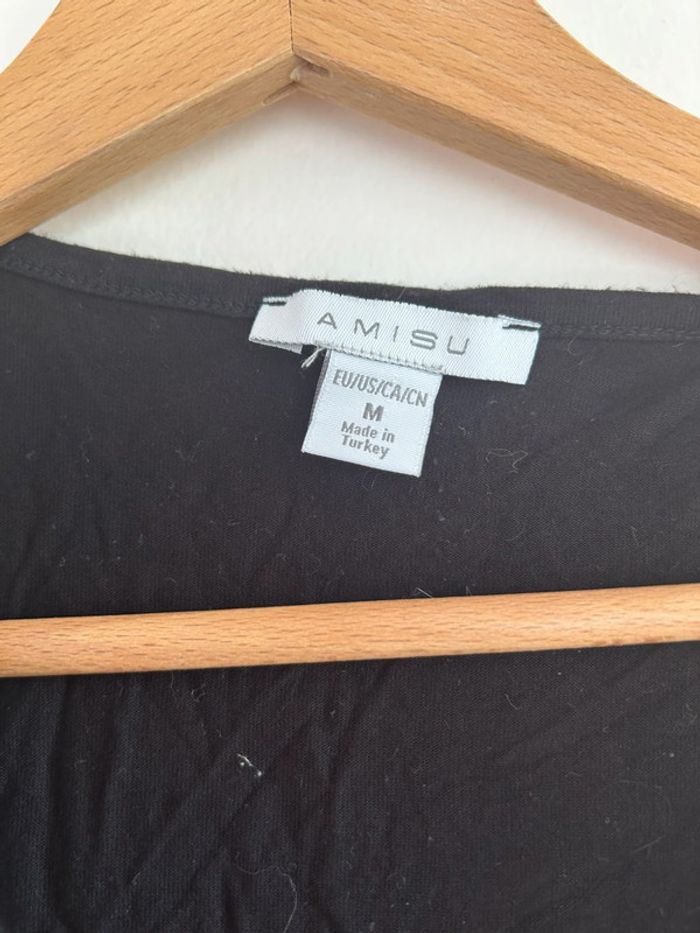 AMISU
EU/US/CA/CN
M
Made in
Turkey